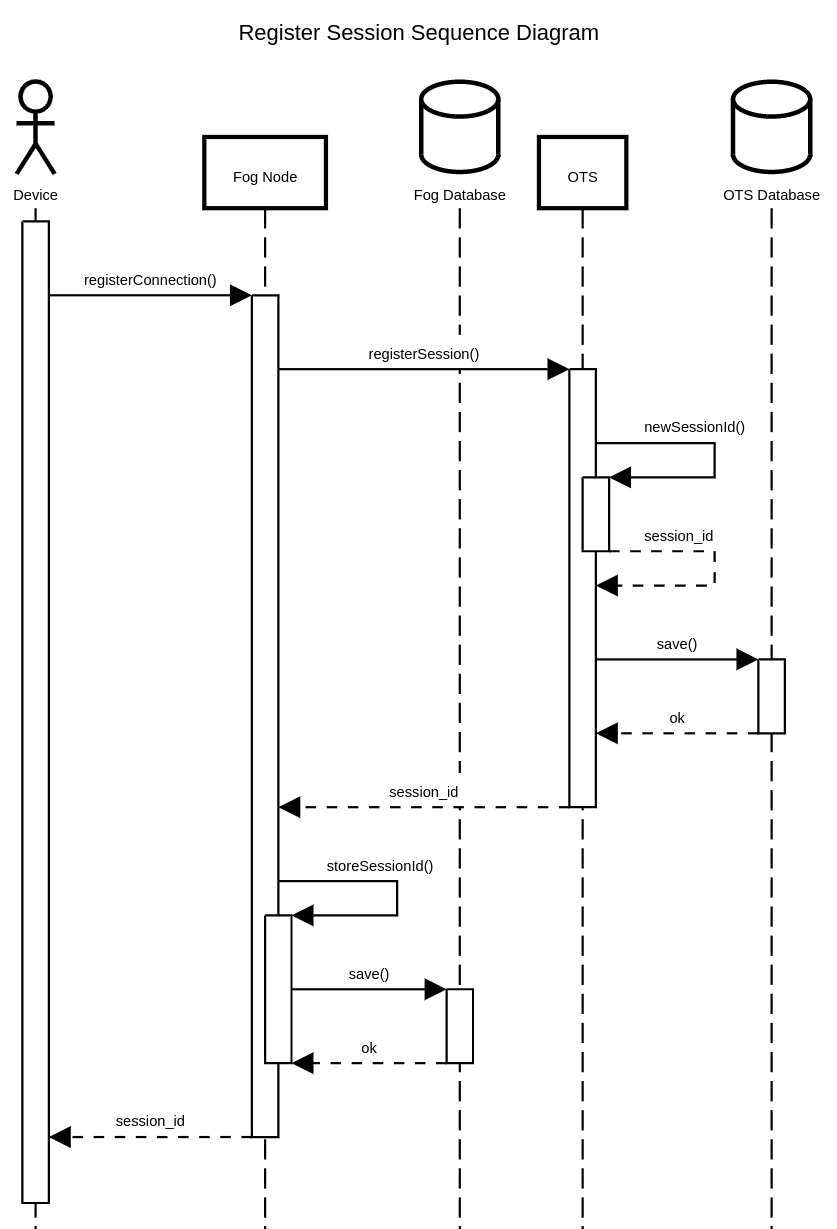 Register Session Sequence Diagram
Device
Fog Node
Fog Database
OTS
OTS Database
registerConnection()
registerSession()
newSessionId()
session_id
save()
ok
session_id
storeSessionId()
save()
ok
session_id